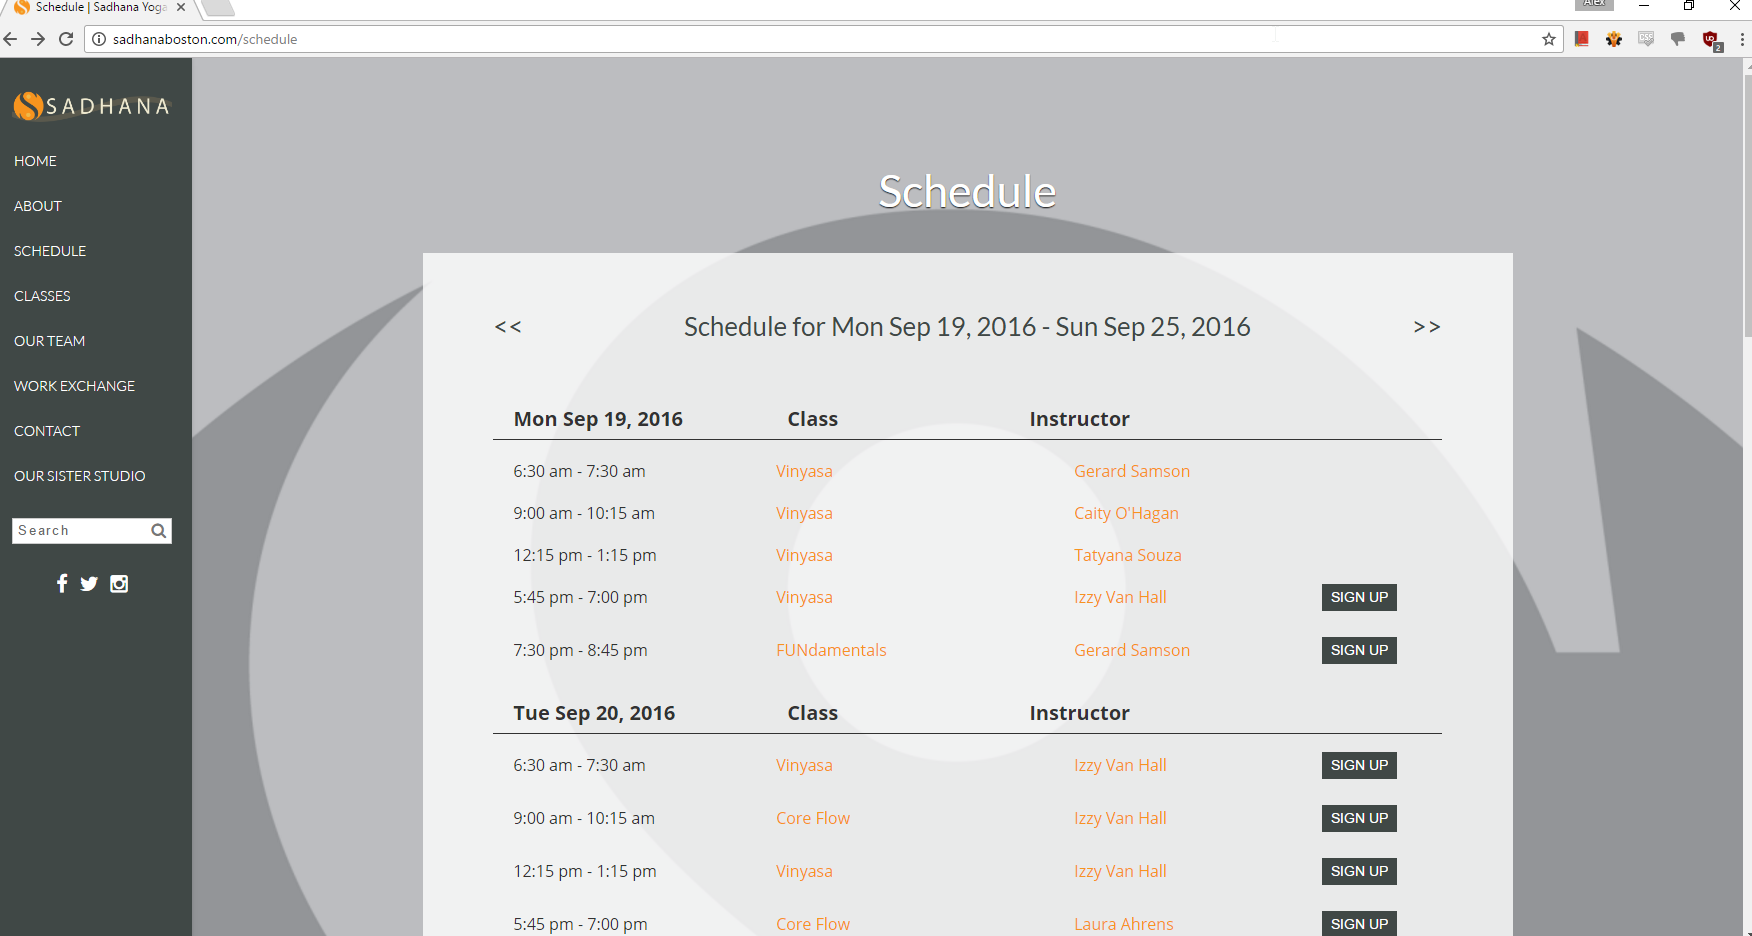 Schedule | Sadhana Yoga
Alex
sadhanaboston.com/schedule
CSS
UD
2
SADHANA
HOME
ABOUT
SCHEDULE
CLASSES
OUR TEAM
WORK EXCHANGE
CONTACT
OUR SISTER STUDIO
Search
Schedule
<< Schedule for Mon Sep 19, 2016 - Sun Sep 25, 2016 >>
Mon Sep 19, 2016 Class Instructor
6:30 am - 7:30 am Vinyasa Gerard Samson
9:00 am - 10:15 am Vinyasa Caity O'Hagan
12:15 pm - 1:15 pm Vinyasa Tatyana Souza
5:45 pm - 7:00 pm Vinyasa Izzy Van Hall SIGN UP
7:30 pm - 8:45 pm FUNdamentals Gerard Samson SIGN UP
Tue Sep 20, 2016 Class Instructor
6:30 am - 7:30 am Vinyasa Izzy Van Hall SIGN UP
9:00 am - 10:15 am Core Flow Izzy Van Hall SIGN UP
12:15 pm - 1:15 pm Vinyasa Izzy Van Hall SIGN UP
5:45 pm - 7:00 pm Core Flow Laura Ahrens SIGN UP